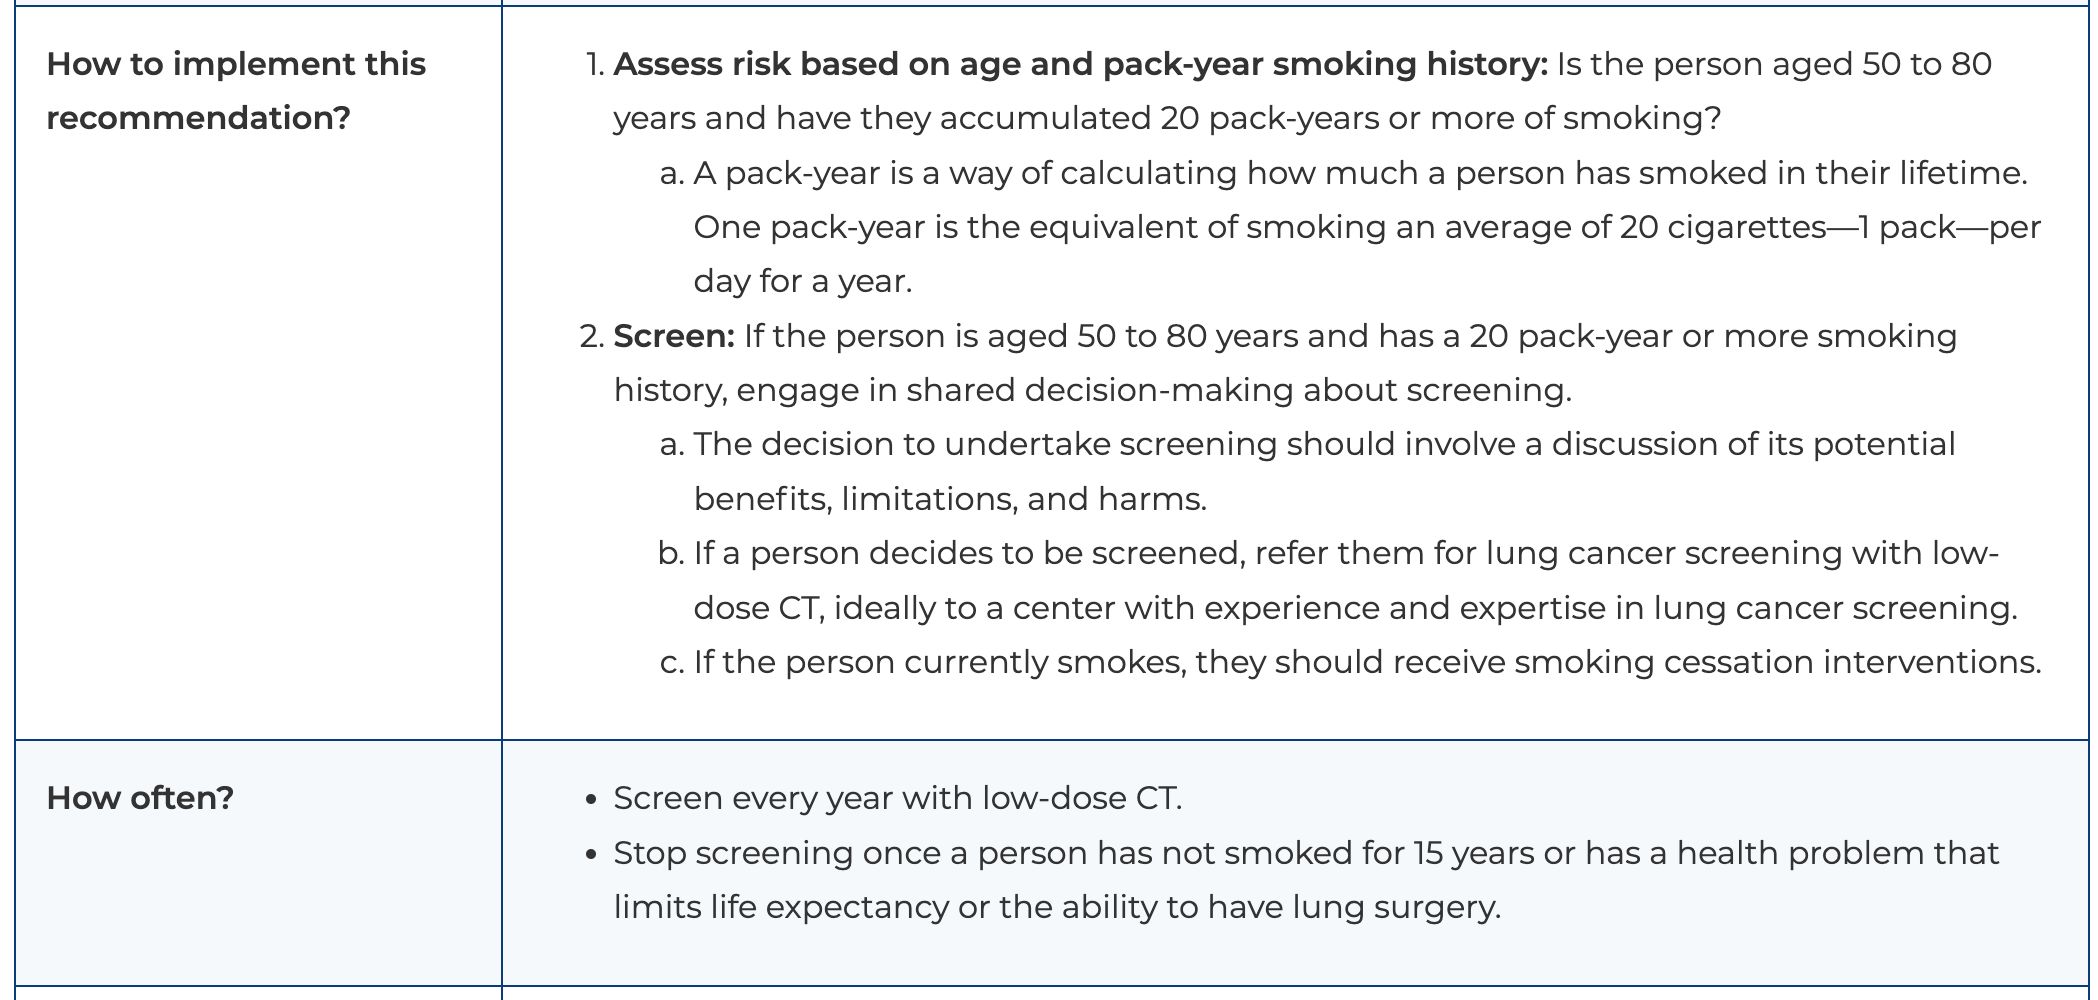 How to implement this
recommendation?
1. Assess risk based on age and pack-year smoking history: Is the person aged 50 to 80
years and have they accumulated 20 pack-years or more of smoking?
a. A pack-year is a way of calculating how much a person has smoked in their lifetime.
One pack-year is the equivalent of smoking an average of 20 cigarettes—1 pack—per
day for a year.
2. Screen: If the person is aged 50 to 80 years and has a 20 pack-year or more smoking
history, engage in shared decision-making about screening.
a. The decision to undertake screening should involve a discussion of its potential
benefits, limitations, and harms.
b. If a person decides to be screened, refer them for lung cancer screening with low-
dose CT, ideally to a center with experience and expertise in lung cancer screening.
c. If the person currently smokes, they should receive smoking cessation interventions.
How often?
• Screen every year with low-dose CT.
• Stop screening once a person has not smoked for 15 years or has a health problem that
limits life expectancy or the ability to have lung surgery.